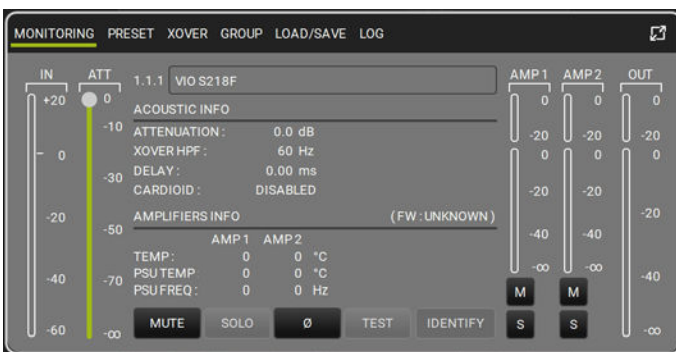 MONITORING PRESET XOVER GROUP LOAD/SAVE LOG
IN ATT 1.1.1 VIO S218F AMP 1 AMP 2 OUT
+20 0 0 0 0
ACOUSTIC INFO
-10 ATTENUATION : 0.0 dB -20 -20 -20
0 XOVER HPF : 60 Hz 0 0 0
-30 DELAY : 0.00 ms
CARDIOID : DISABLED -20 -20
-20 AMPLIFIERS INFO ( FW : UNKNOWN ) -20
-50 AMP 1 AMP 2 -40 -40
TEMP : 0 0 °C
PSU TEMP 0 0 °C -∞ -∞
-40 -70 PSU FREQ : 0 0 Hz -40
M M
-60 -∞ MUTE SOLO Ø TEST IDENTIFY S S -∞